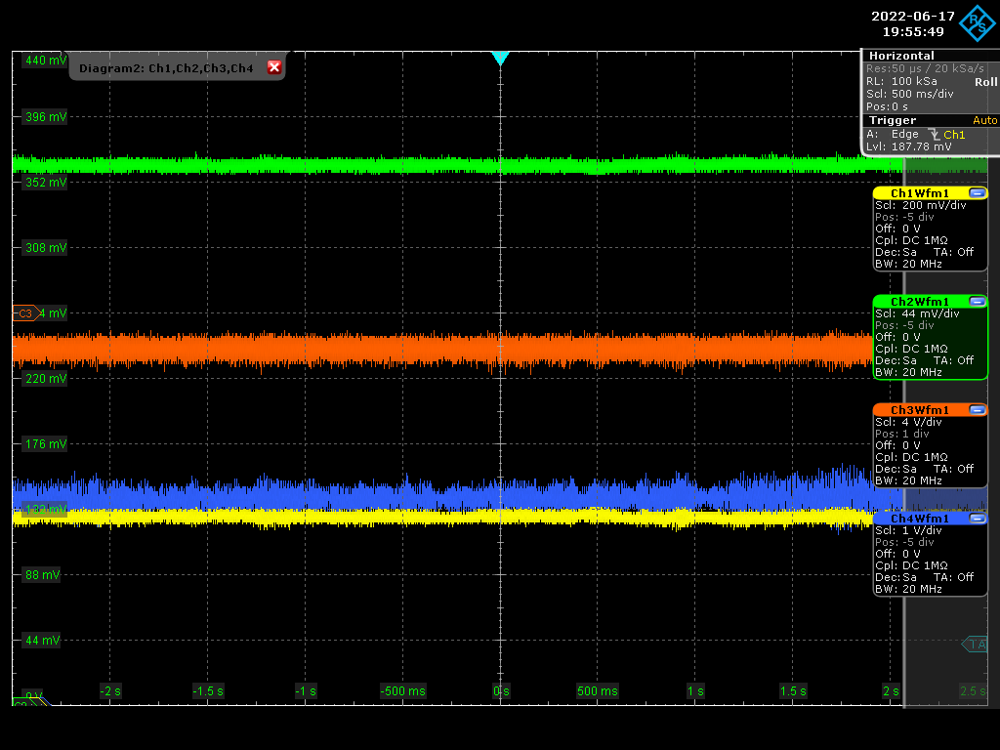 2022-06-17
19:55:49
R&S
Diagram2: Ch1,Ch2,Ch3,Ch4
Horizontal
Res:50 µs / 20 kSa/s
RL: 100 kSa Roll
Scl: 500 ms/div
Pos:0 s
Trigger Auto
A: Edge Ch1
Lvl: 187.78 mV
440 mV
396 mV
352 mV
308 mV
C3 4 mV
220 mV
176 mV
132 mV
88 mV
44 mV
0V
Ch1Wfm1
Scl: 200 mV/div
Pos: -5 div
Off: 0 V
Cpl: DC 1MΩ
Dec:Sa TA: Off
BW: 20 MHz
Ch2Wfm1
Scl: 44 mV/div
Pos: -5 div
Off: 0 V
Cpl: DC 1MΩ
Dec:Sa TA: Off
BW: 20 MHz
Ch3Wfm1
Scl: 4 V/div
Pos: 1 div
Off: 0 V
Cpl: DC 1MΩ
Dec:Sa TA: Off
BW: 20 MHz
Ch4Wfm1
Scl: 1 V/div
Pos: -5 div
Off: 0 V
Cpl: DC 1MΩ
Dec:Sa TA: Off
BW: 20 MHz
1A
-2 s -1.5 s -1 s -500 ms 0 s 500 ms 1 s 1.5 s 2 s 2.5 s